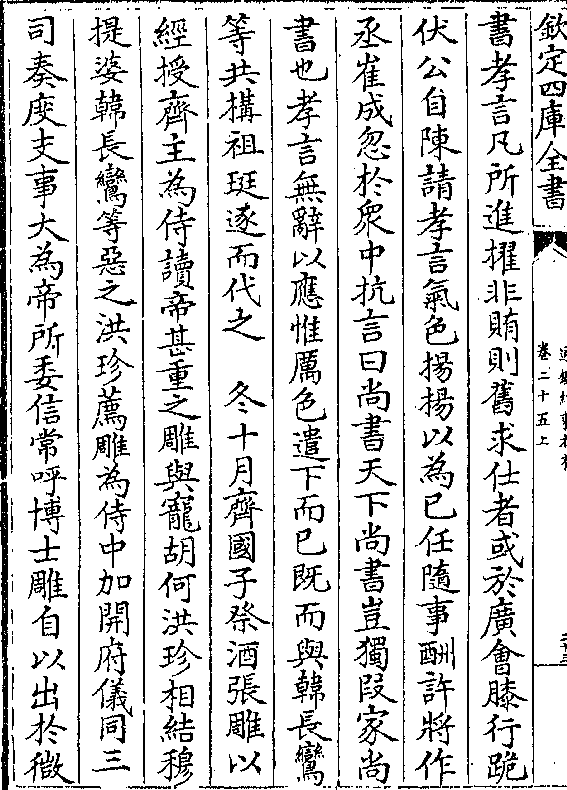 欽定四庫全書
卷二十五上
書孝言凡所進擢非賄則舊求仕者或於廣會膝行跪
伏公自陳請孝言氣色揚揚以為已任隨事酬許將作
丞崔成忽於衆中抗言曰尚書天下尚書豈獨段家尚
書也孝言無辭以應惟厲色遣下而已既而與韓長鸞
等共搆祖珽逐而代之　冬十月齊國子祭酒張雕以
經授齊主為侍讀帝甚重之雕與寵胡何洪珍相結穆
提婆韓長鸞等惡之洪珍薦雕為侍中加開府儀同三
司奏度支事大為帝所委信常呼博士雕自以出於微